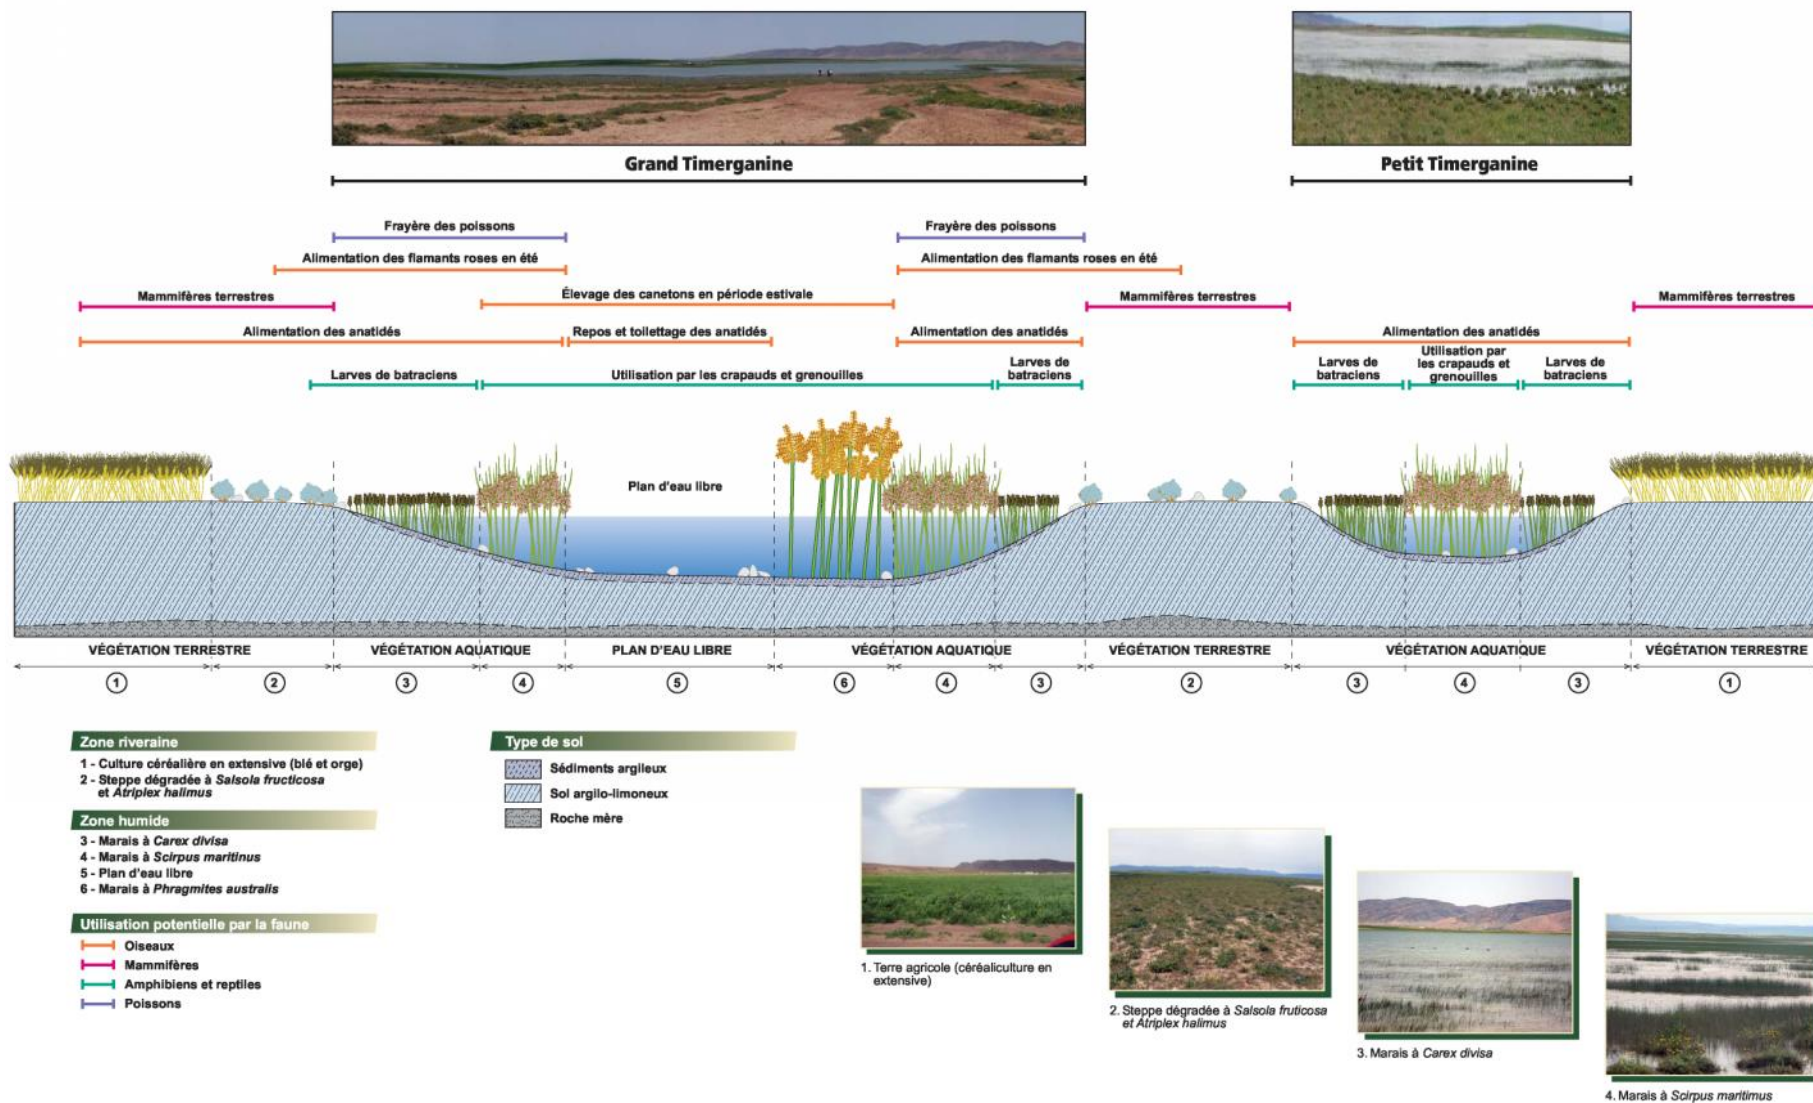 Grand Timerganine
Petit Timerganine
Frayère des poissons
Frayère des poissons
Alimentation des flamants roses en été
Alimentation des flamants roses en été
Mammifères terrestres
Élevage des canetons en période estivale
Mammifères terrestres
Mammifères terrestres
Alimentation des anatidés
Repos et toilettage des anatidés
Alimentation des anatidés
Alimentation des anatidés
Larves de batraciens
Utilisation par les crapauds et grenouilles
Larves de
batraciens
Larves de
batraciens
Utilisation par
les crapauds et
grenouilles
Larves de
batraciens
Plan d'eau libre
VÉGÉTATION TERRESTRE
VÉGÉTATION AQUATIQUE
PLAN D'EAU LIBRE
VÉGÉTATION AQUATIQUE
VÉGÉTATION TERRESTRE
VÉGÉTATION AQUATIQUE
VÉGÉTATION TERRESTRE
1
2
3
4
5
6
4
3
2
3
4
3
1
Zone riveraine
1 - Culture céréalière en extensive (blé et orge)
2 - Steppe dégradée à Salsola fructicosa
et Atriplex halimus
Zone humide
3 - Marais à Carex divisa
4 - Marais à Scirpus maritinus
5 - Plan d'eau libre
6 - Marais à Phragmites australis
Utilisation potentielle par la faune
Oiseaux
Mammifères
Amphibiens et reptiles
Poissons
Type de sol
Sédiments argileux
Sol argilo-limoneux
Roche mère
1. Terre agricole (céréaliculture en
extensive)
2. Steppe dégradée à Salsola fruticosa
et Atriplex halimus
3. Marais à Carex divisa
4. Marais à Scirpus maritimus